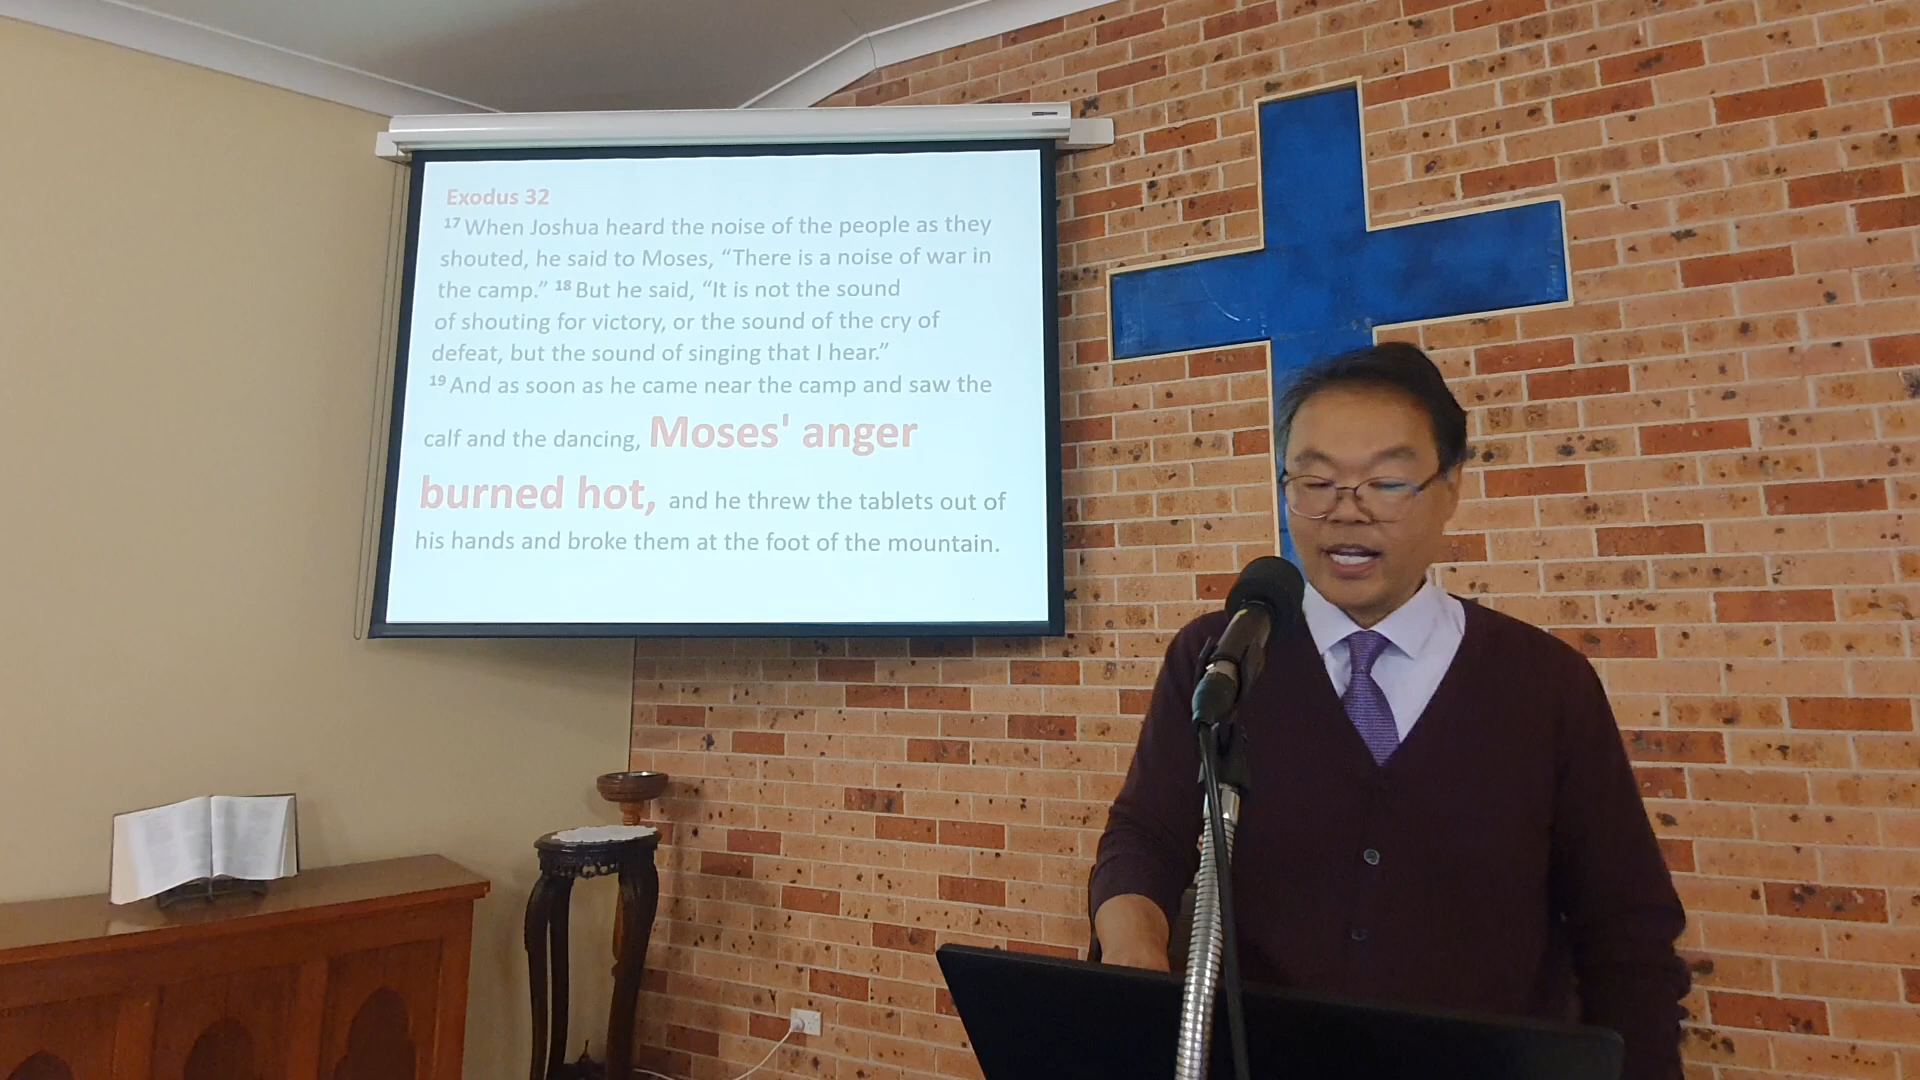 Exodus 32
17 When Joshua heard the noise of the people as they
shouted, he said to Moses, “There is a noise of war in
the camp.” 18 But he said, “It is not the sound
of shouting for victory, or the sound of the cry of
defeat, but the sound of singing that I hear.”
19 And as soon as he came near the camp and saw the
calf and the dancing, Moses' anger
burned hot, and he threw the tablets out of
his hands and broke them at the foot of the mountain.